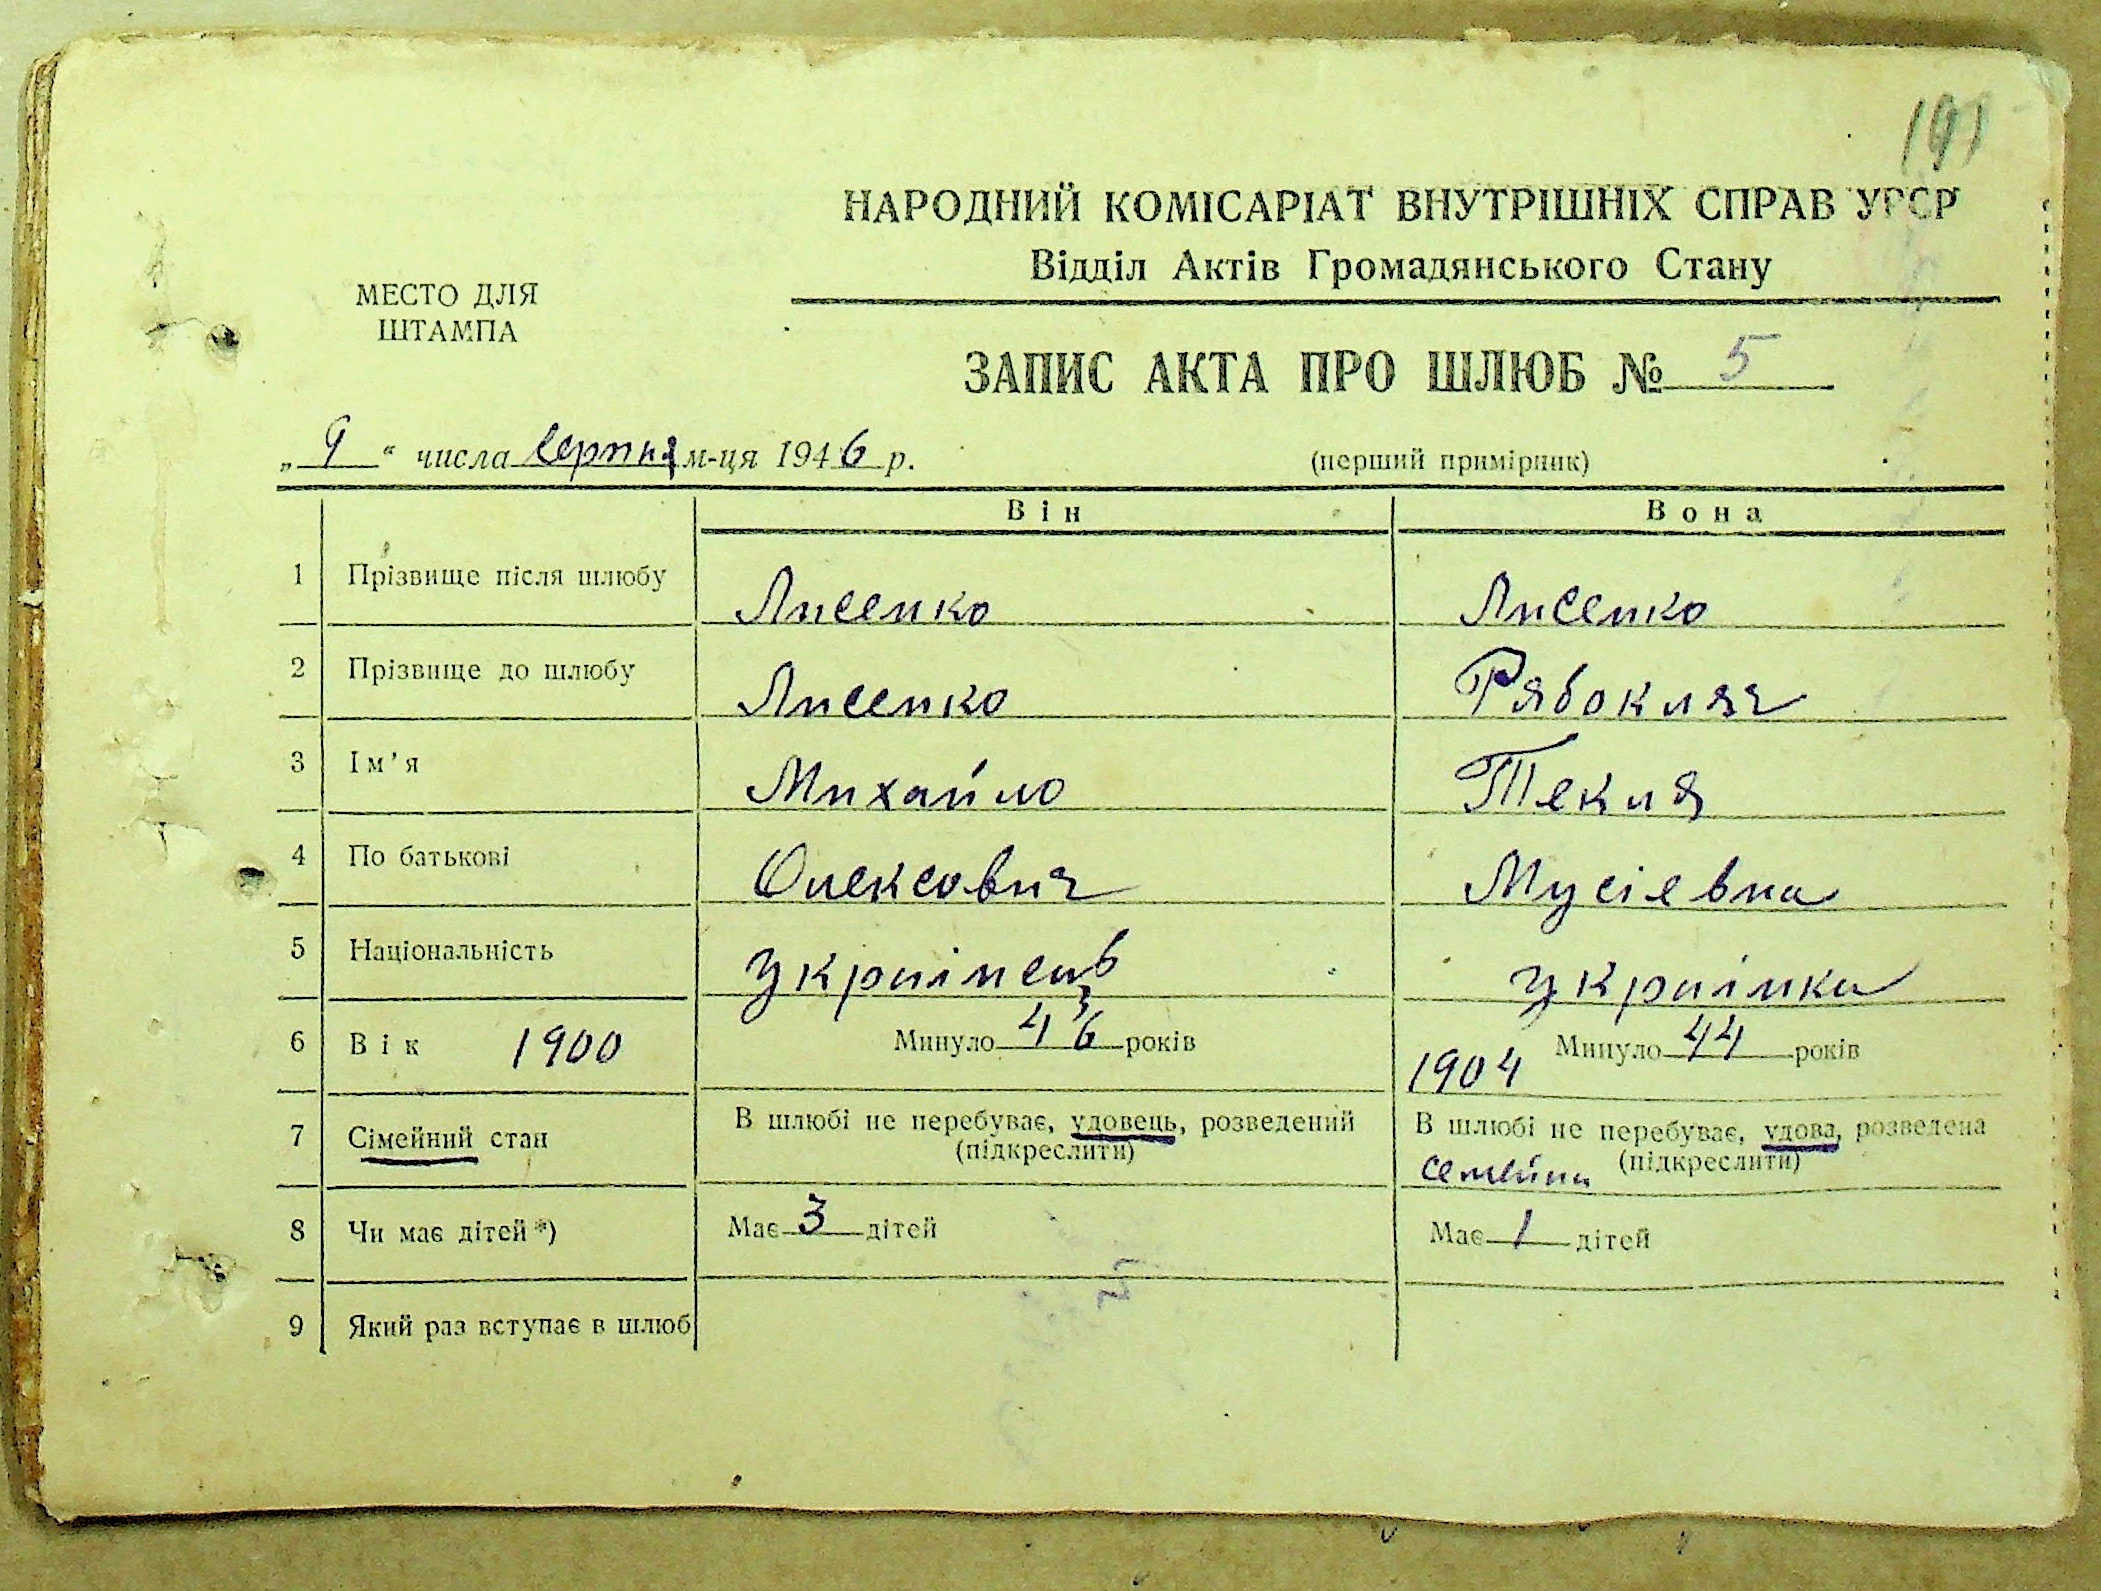 191
НАРОДНИЙ КОМІСАРІАТ ВНУТРІШНІХ СПРАВ УРСР
Відділ Актів Громадянського Стану
МЕСТО ДЛЯ
ШТАМПА
ЗАПИС АКТА ПРО ШЛЮБ № 5
„ 9 “ числа серпня м-ця 1946 р.
(перший примірник)
Він Вона
1 Прізвище після шлюбу Лисенко Лисенко
2 Прізвище до шлюбу Лисенко Рябокляч
3 Ім’я Михайло Текля
4 По батькові Олексович Мусіевна
5 Національність Українець Українка
6 Вік 1900 Минуло 46 років 1904 Минуло 44 років
7 Сімейний стан В шлюбі не перебуває, удовець, розведений (підкреслити) В шлюбі не перебуває, удова, розведена (підкреслити)
8 Чи має дітей *) Має 3 дітей Має 1 дітей
9 Який раз вступає в шлюб